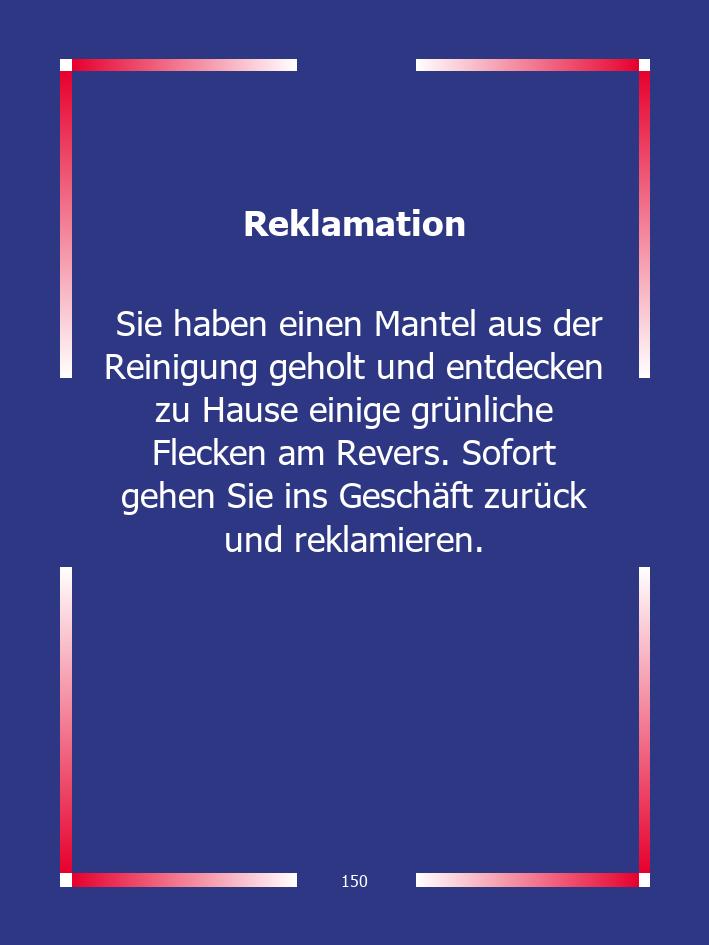 Reklamation
Sie haben einen Mantel aus der
Reinigung geholt und entdecken
zu Hause einige grünliche
Flecken am Revers. Sofort
gehen Sie ins Geschäft zurück
und reklamieren.
150